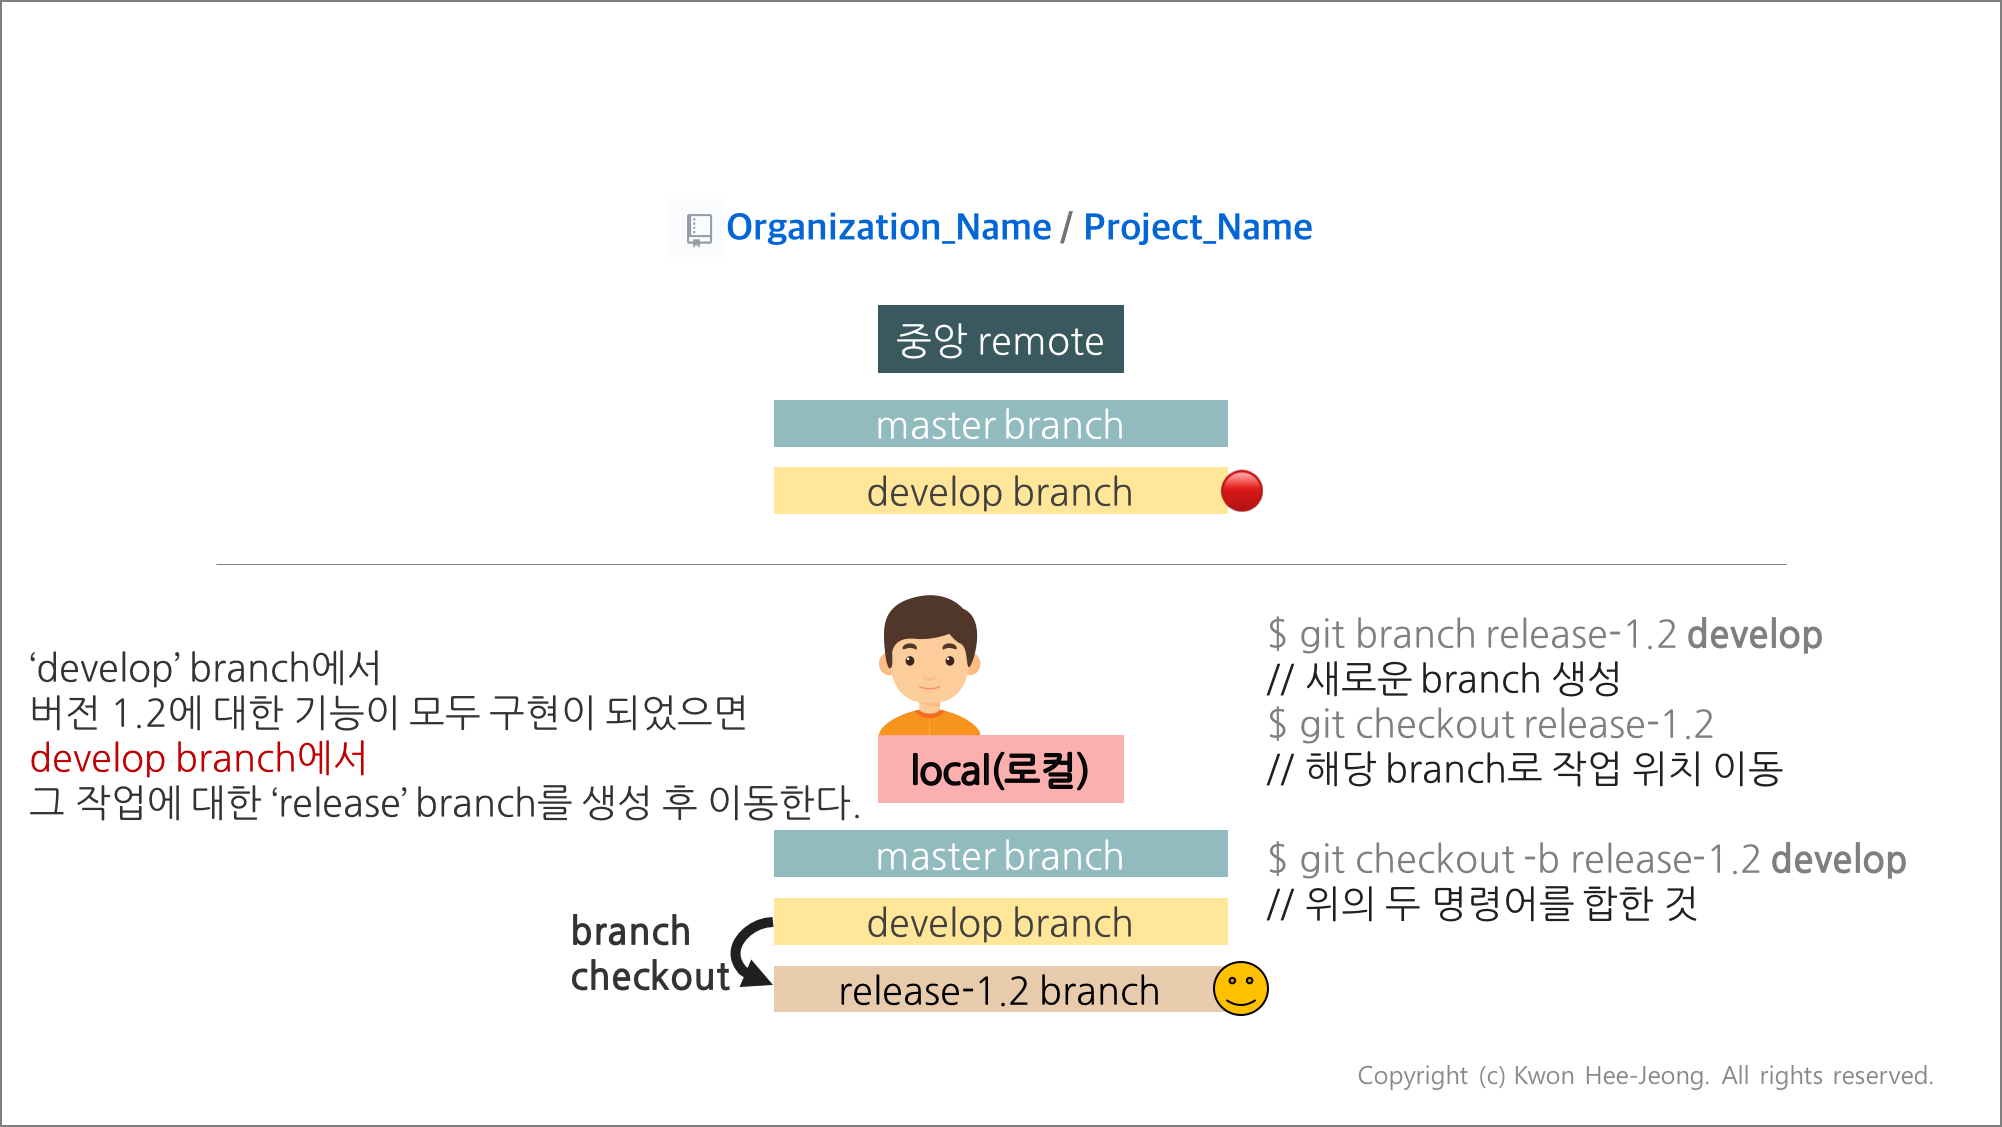 Organization_Name / Project_Name
중앙 remote
master branch
develop branch
‘develop’ branch에서
버전 1.2에 대한 기능이 모두 구현이 되었으면
develop branch에서
그 작업에 대한 ‘release’ branch를 생성 후 이동한다.
local(로컬)
master branch
develop branch
release-1.2 branch
branch
checkout
$ git branch release-1.2 develop
// 새로운 branch 생성
$ git checkout release-1.2
// 해당 branch로 작업 위치 이동
$ git checkout -b release-1.2 develop
// 위의 두 명령어를 합한 것
Copyright (c) Kwon Hee-Jeong. All rights reserved.